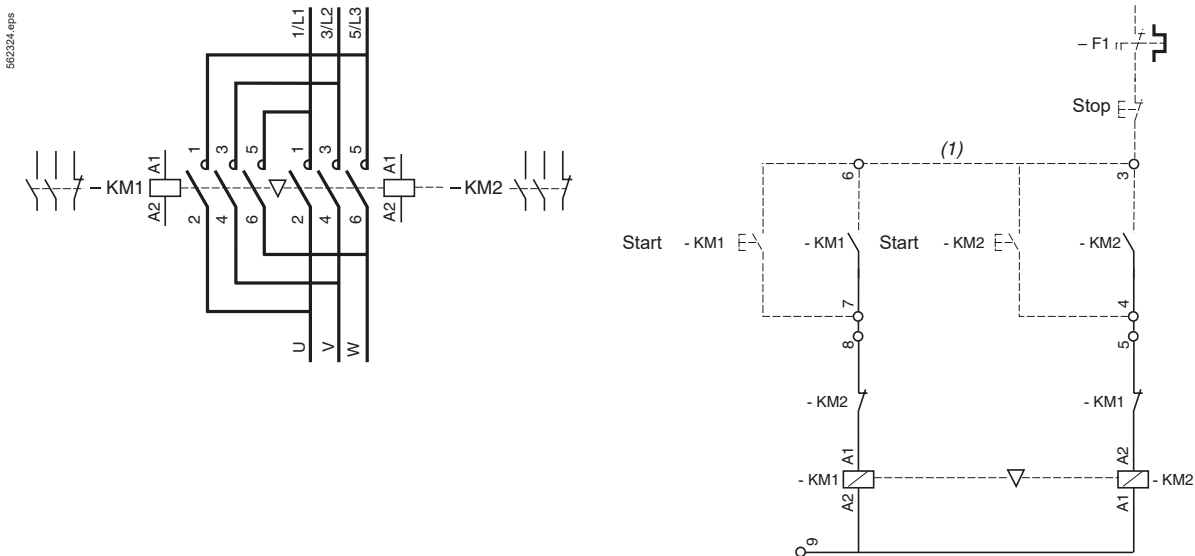 562324.eps
1/L1 3/L2 5/L3
1 3 5 1 3 5
A1 A1
– KM1 – KM2
A2 A2
2 4 6 2 4 6
U V W
– F1
Stop
(1)
6 3
Start - KM1 - KM1 Start - KM2 - KM2
7 4
8 5
- KM2 - KM1
A1 A2
- KM1 - KM2
A2 A1
9